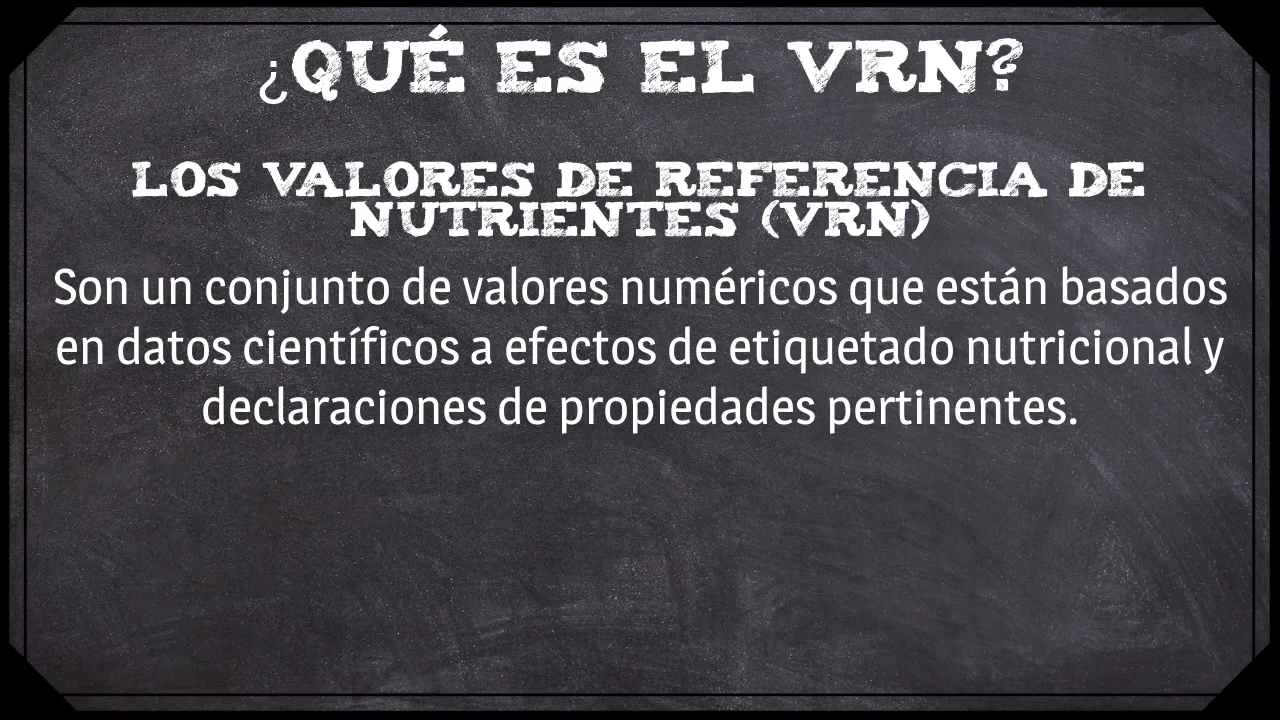 ¿QUÉ ES EL VRN?
LOS VALORES DE REFERENCIA DE
NUTRIENTES (VRN)
Son un conjunto de valores numéricos que están basados
en datos científicos a efectos de etiquetado nutricional y
declaraciones de propiedades pertinentes.